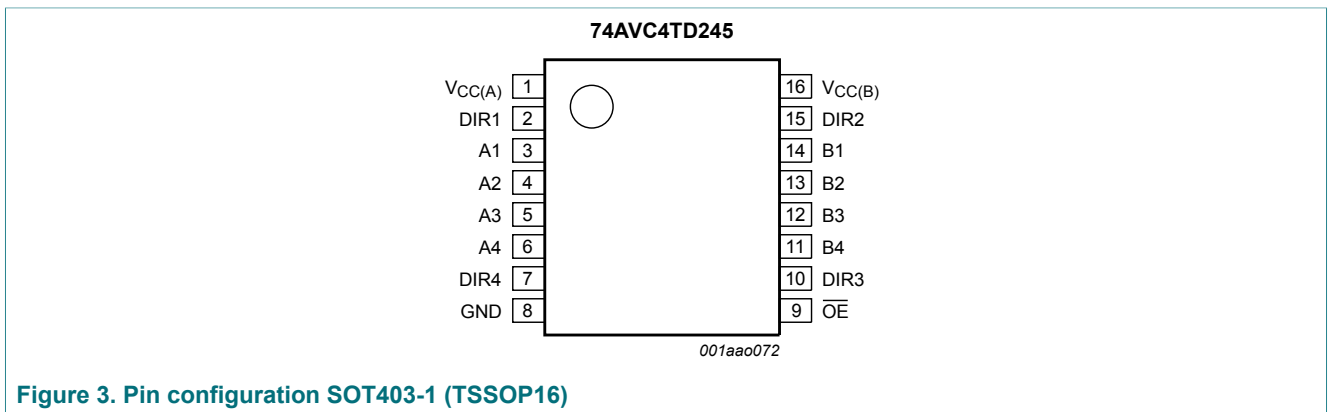 74AVC4TD245
VCC(A) 1 16 VCC(B)
DIR1 2 15 DIR2
A1 3 14 B1
A2 4 13 B2
A3 5 12 B3
A4 6 11 B4
DIR4 7 10 DIR3
GND 8 9 O̅E̅
001aao072
Figure 3. Pin configuration SOT403-1 (TSSOP16)